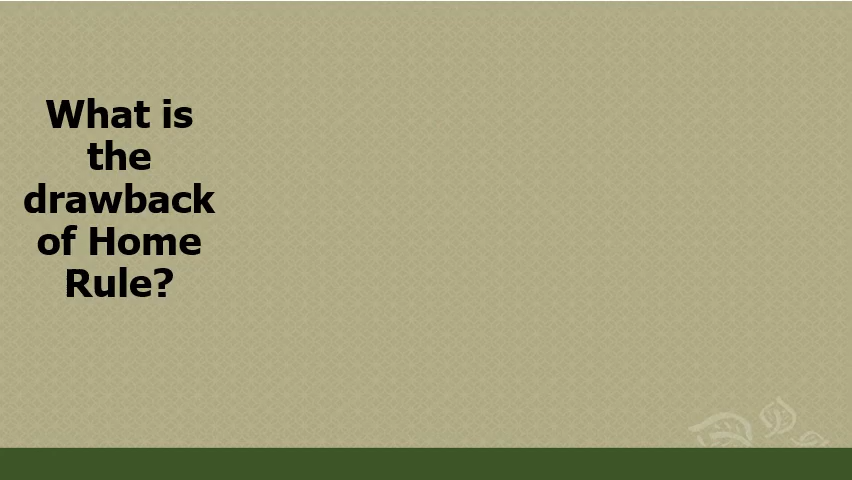 What is
the
drawback
of Home
Rule?